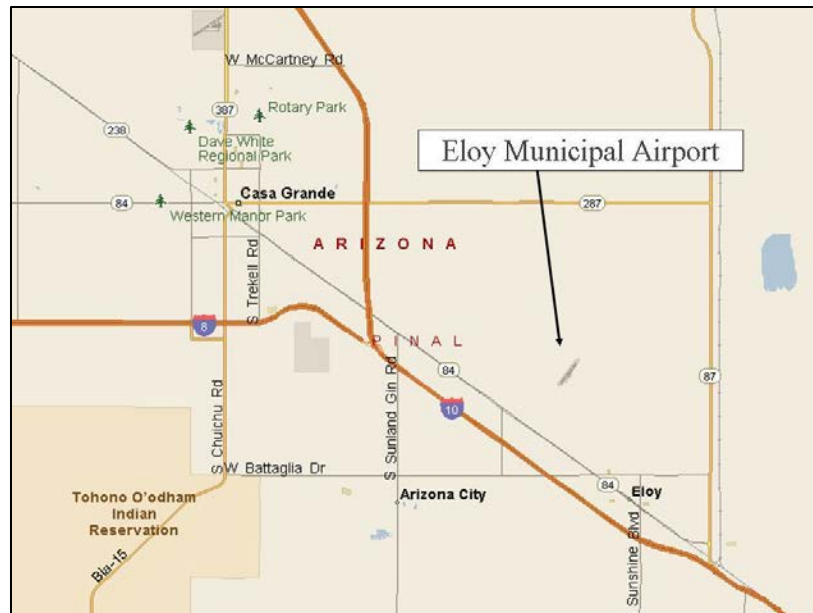 W McCartney Rd
387
Rotary Park
238
Dave White
Regional Park
Eloy Municipal Airport
84
Casa Grande
Western Manor Park
287
ARIZONA
S Trekell Rd
8
PINAL
84
87
S Chuichu Rd
S Sunland Gin Rd
10
W Battaglia Dr
84
Eloy
Tohono O'odham
Indian
Reservation
Arizona City
Sunshine Blvd
Bia-15